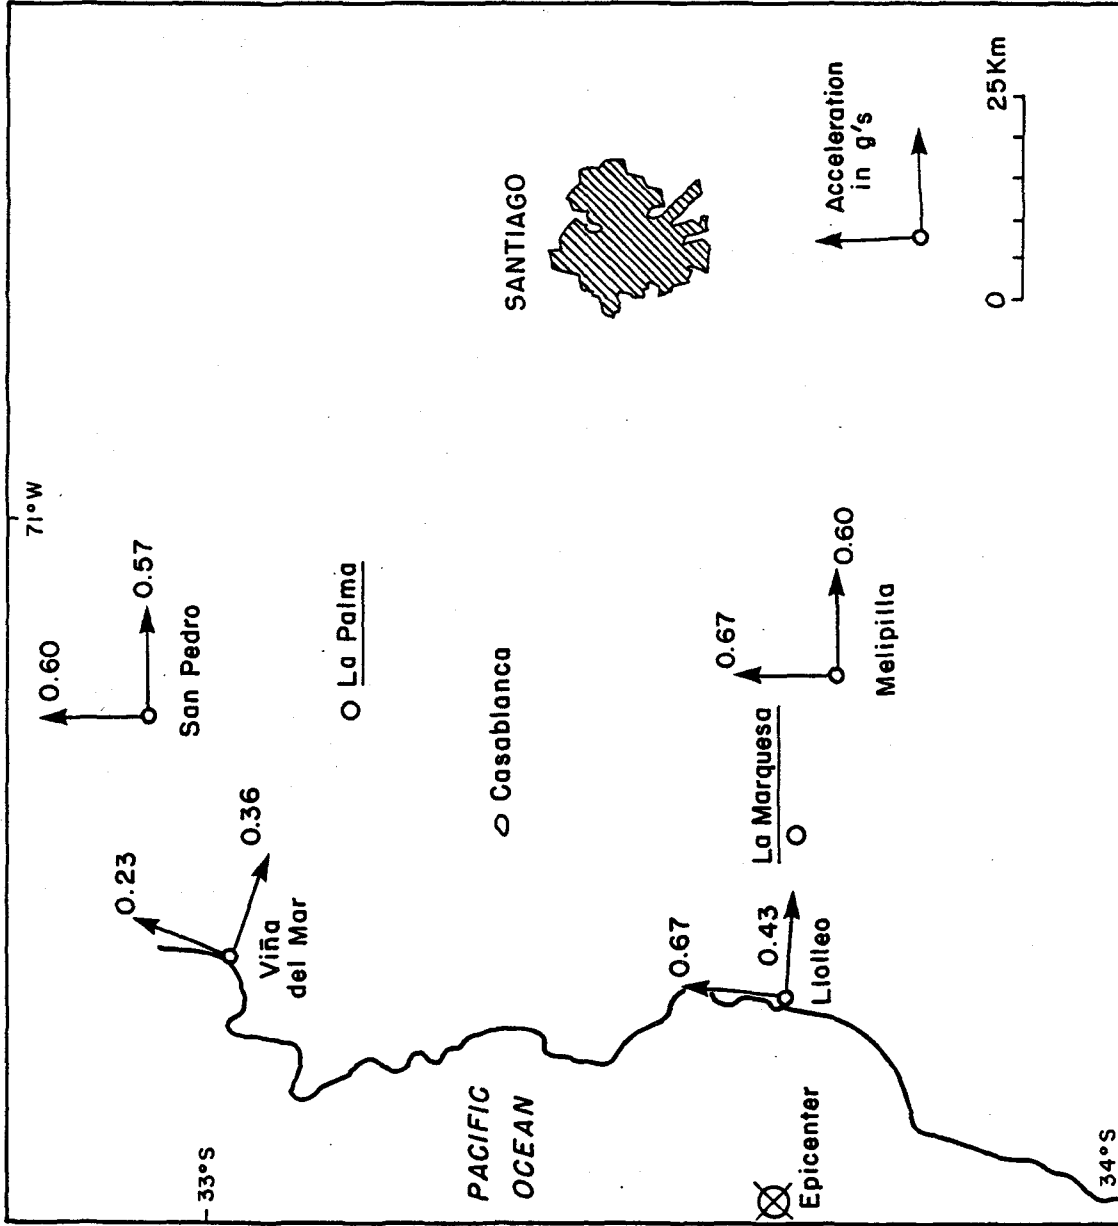 71°W
33°S
34°S
0.60
0.57
San Pedro
La Palma
0.23
0.36
Viña
del Mar
Casablanca
SANTIAGO
PACIFIC
OCEAN
0.67
0.43
Llolleo
La Marquesa
0.67
0.60
Melipilla
Epicenter
Acceleration
in g's
0
25Km